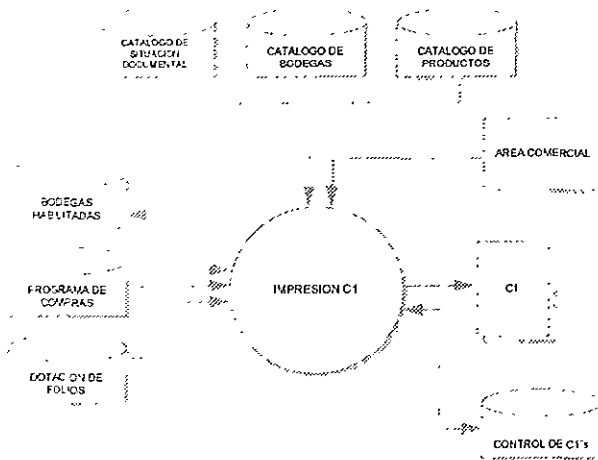 CATALOGO DE
SITUACION
DOCUMENTAL
CATALOGO DE
BODEGAS
CATALOGO DE
PRODUCTOS
AREA COMERCIAL
BODEGAS
HABILITADAS
PROGRAMA DE
COMPRAS
DOTACION DE
FOLIOS
IMPRESION C1
C1
CONTROL DE C1's